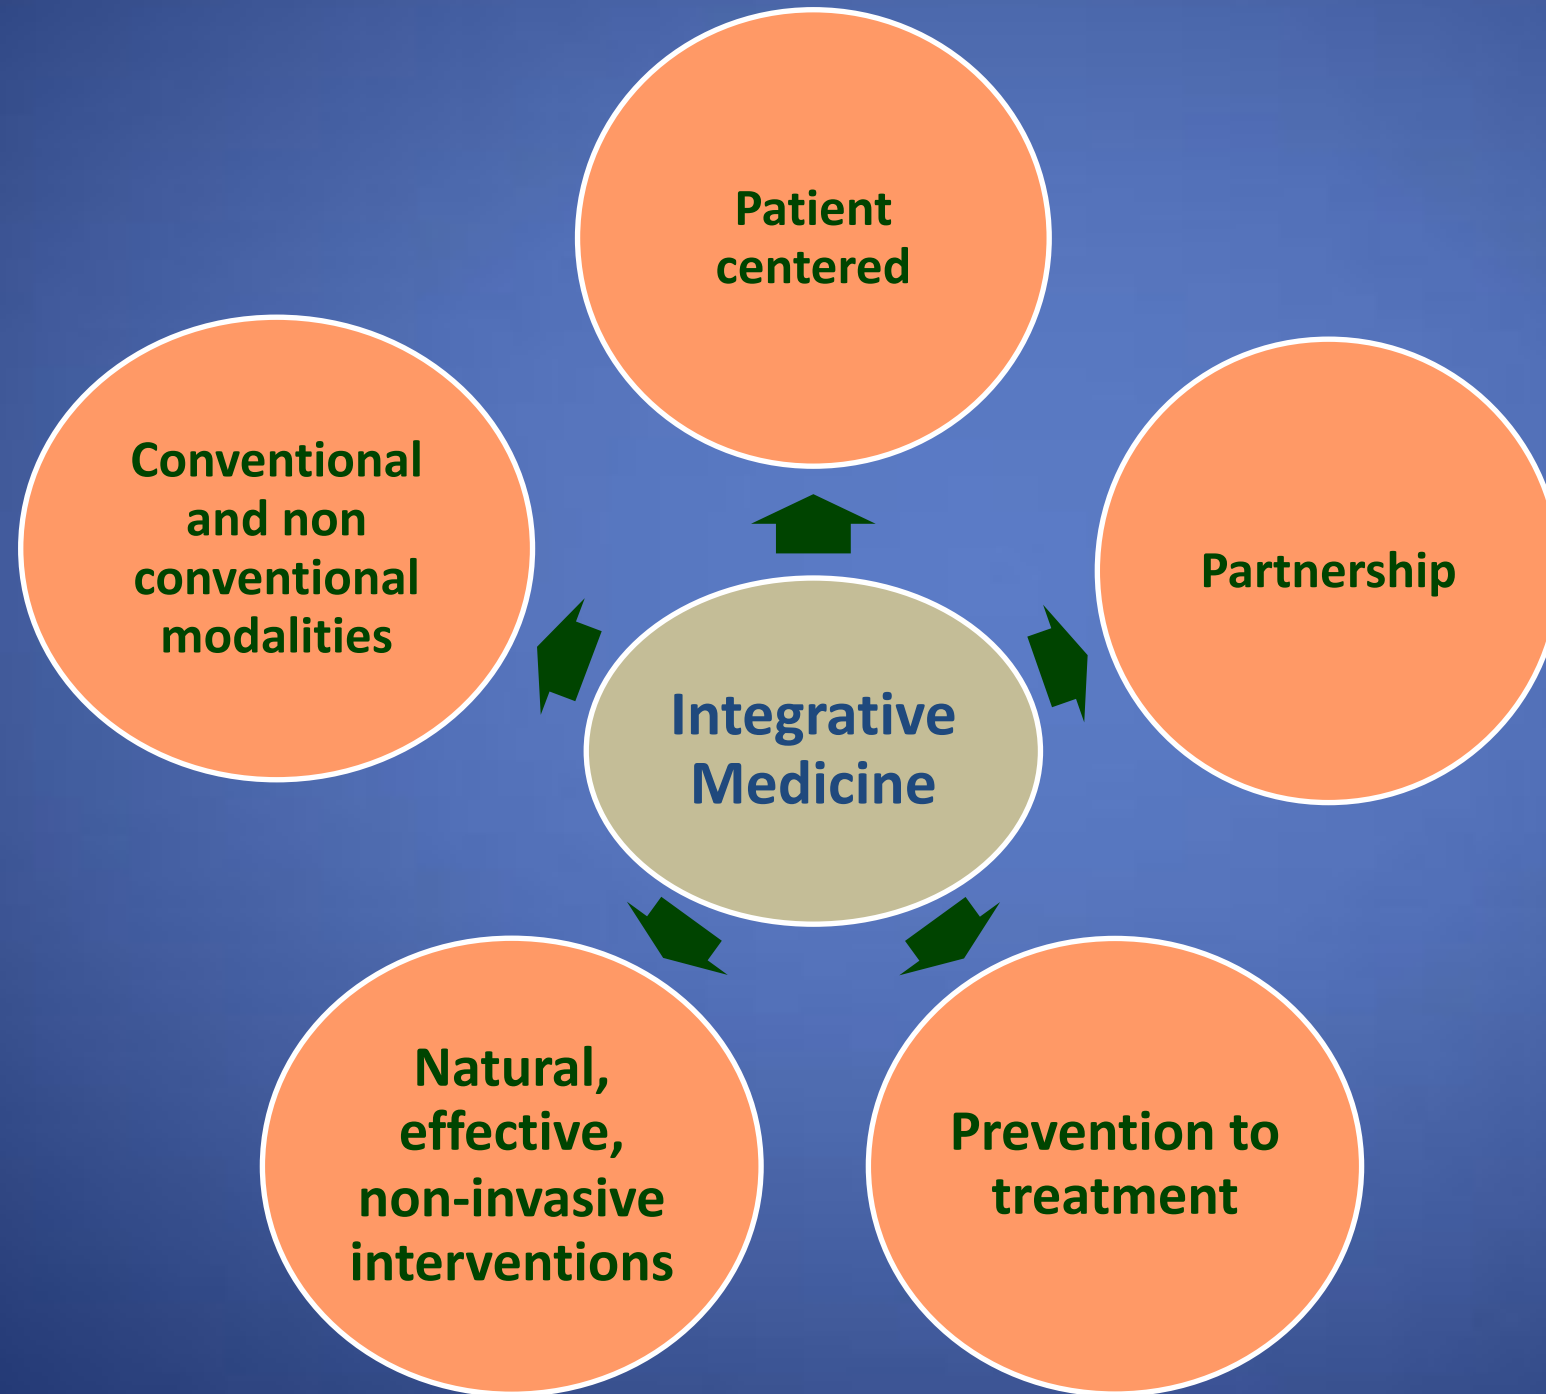 Patient
centered
Conventional
and non
conventional
modalities
Partnership
Integrative
Medicine
Natural,
effective,
non-invasive
interventions
Prevention to
treatment